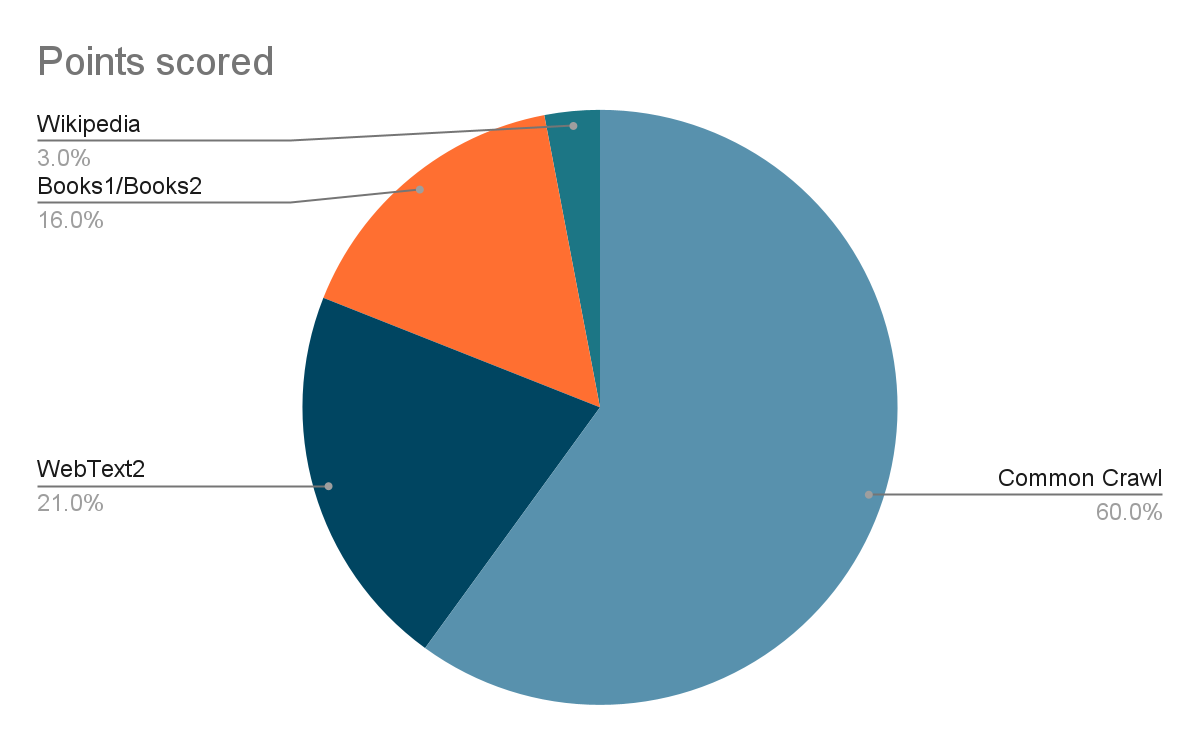 Points scored
Wikipedia
3.0%
Books1/Books2
16.0%
WebText2
21.0%
Common Crawl
60.0%